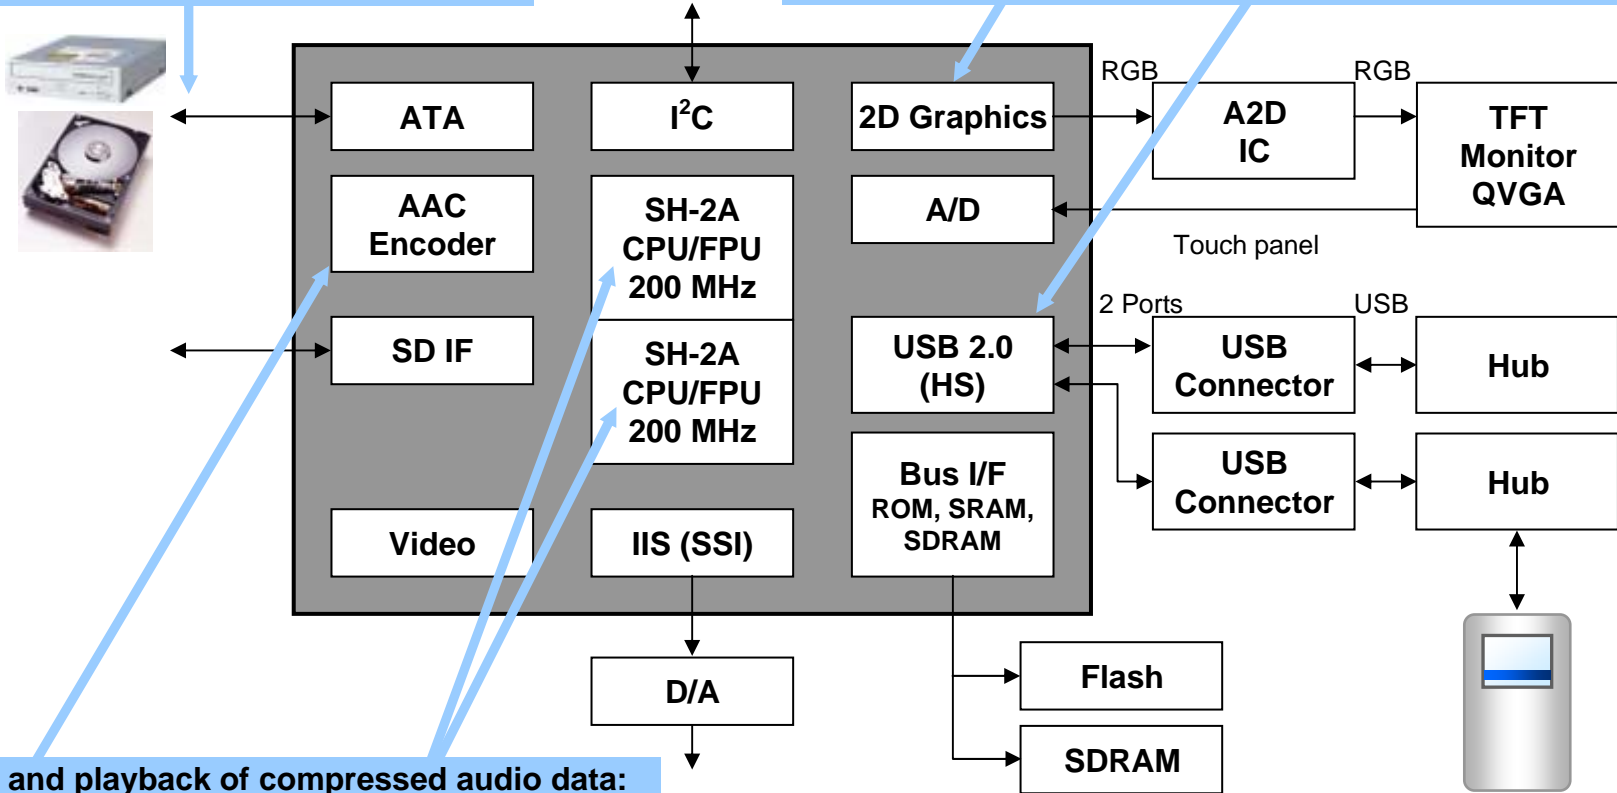 RGB
RGB
ATA
I²C
2D Graphics
A2D
IC
TFT
Monitor
QVGA
AAC
Encoder
SH-2A
CPU/FPU
200 MHz
A/D
Touch panel
2 Ports
USB
SD IF
SH-2A
CPU/FPU
200 MHz
USB 2.0
(HS)
USB
Connector
Hub
Bus I/F
ROM, SRAM,
SDRAM
USB
Connector
Hub
Video
IIS (SSI)
D/A
Flash
SDRAM
and playback of compressed audio data: